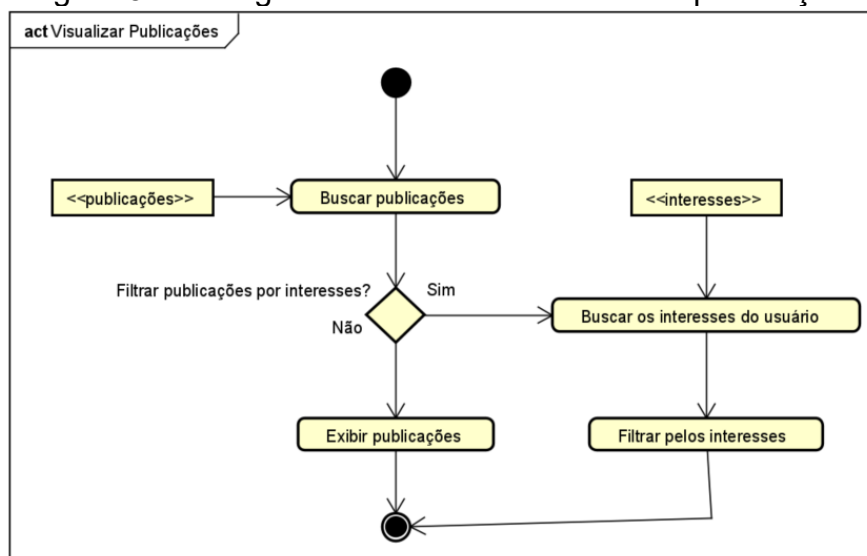 act Visualizar Publicações
<<publicações>>
Buscar publicações
<<interesses>>
Filtrar publicações por interesses?
Sim
Não
Buscar os interesses do usuário
Exibir publicações
Filtrar pelos interesses